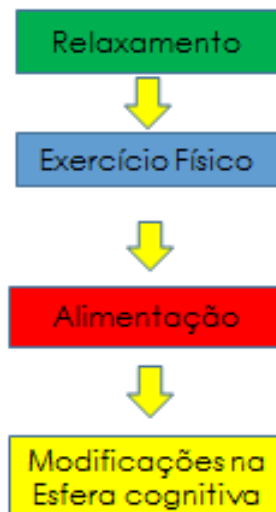 Relaxamento
Exercício Físico
Alimentação
Modificações na
Esfera cognitiva